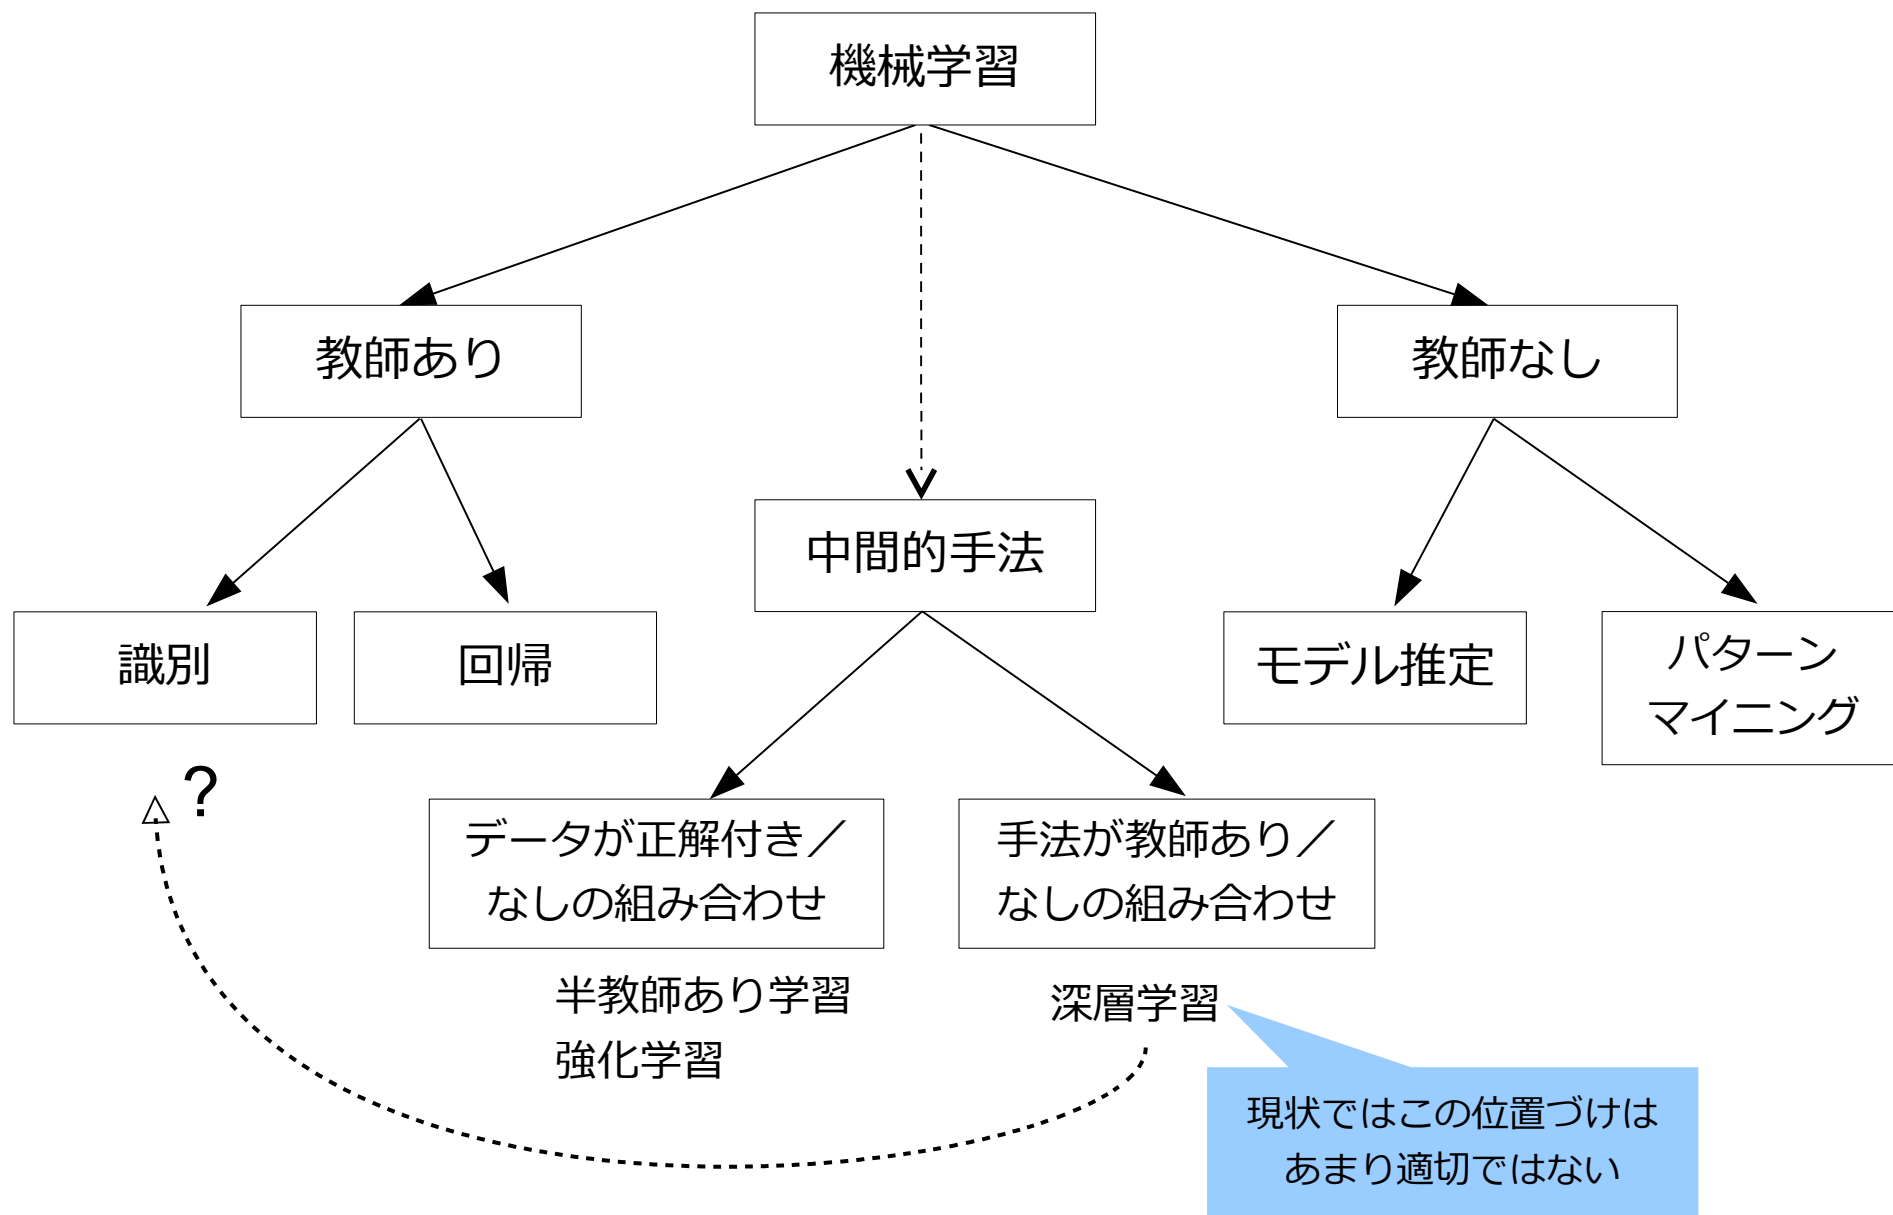 機械学習
教師あり
教師なし
中間的手法
識別
回帰
モデル推定
パターン
マイニング
?
データが正解付き／
なしの組み合わせ
手法が教師あり／
なしの組み合わせ
半教師あり学習
強化学習
深層学習
現状ではこの位置づけは
あまり適切ではない